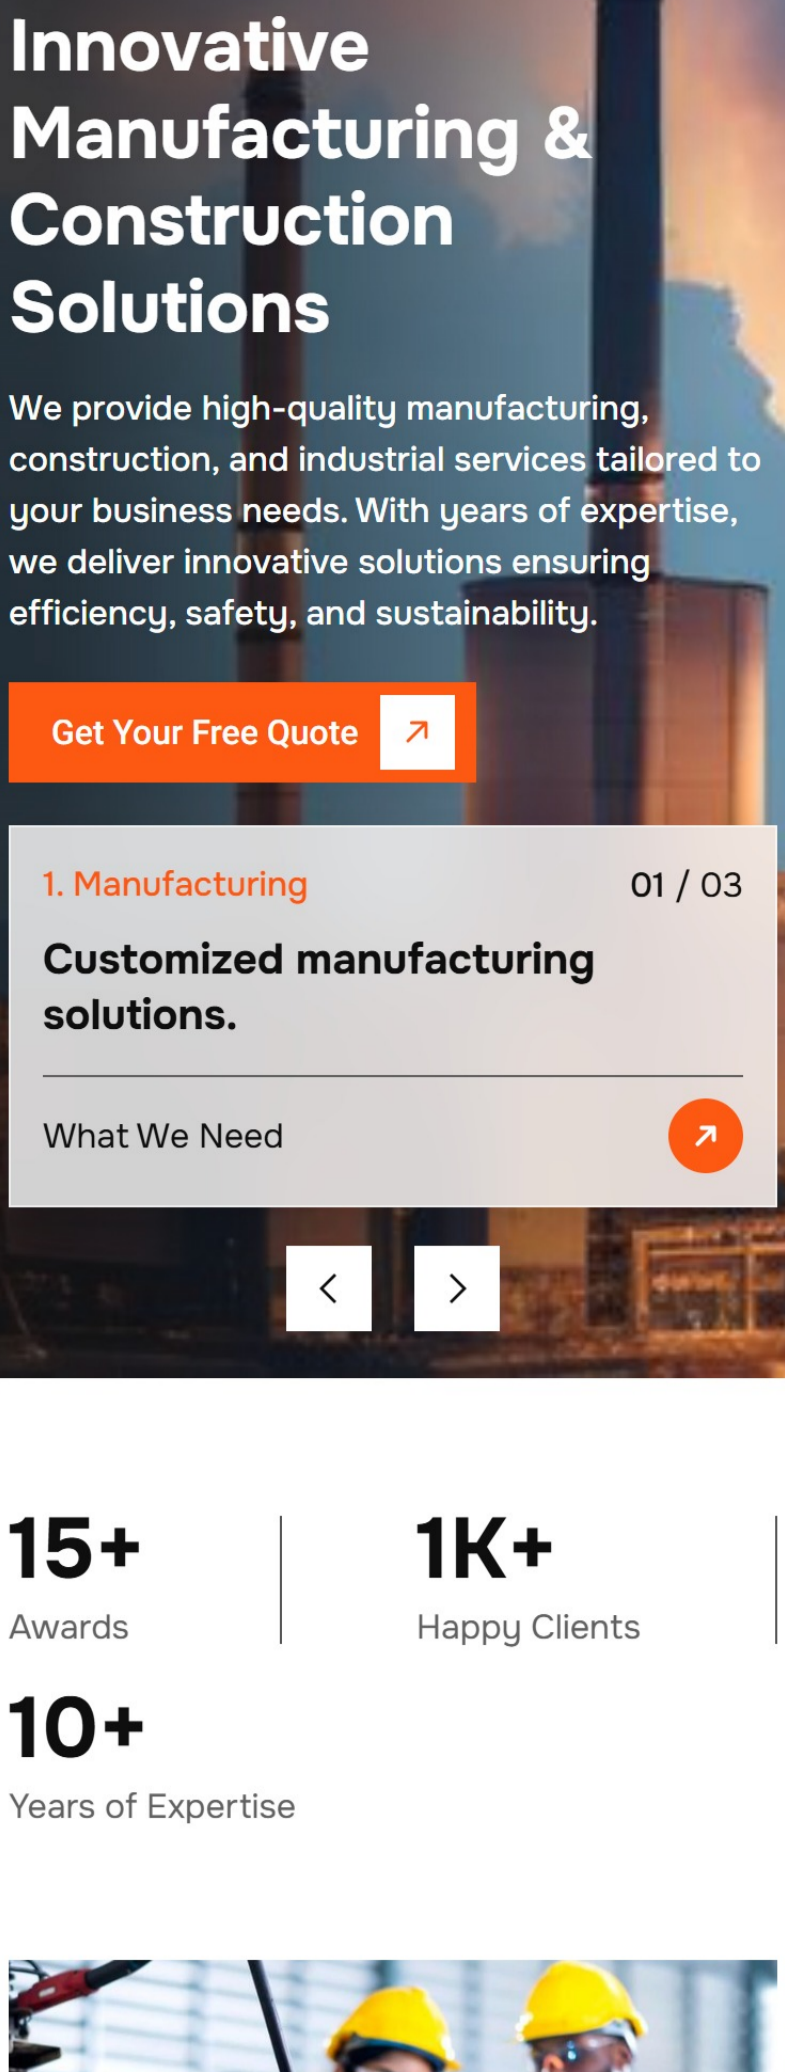 Innovative
Manufacturing &
Construction
Solutions
We provide high-quality manufacturing,
construction, and industrial services tailored to
your business needs. With years of expertise,
we deliver innovative solutions ensuring
efficiency, safety, and sustainability.
Get Your Free Quote
1. Manufacturing 01 / 03
Customized manufacturing
solutions.
What We Need
15+ 1K+
Awards Happy Clients
10+
Years of Expertise